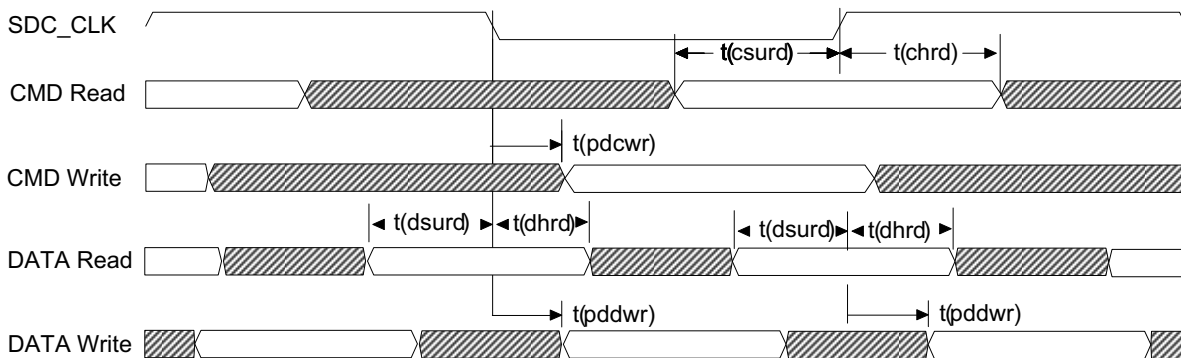 SDC_CLK
t(csurd) t(chrd)
CMD Read
t(pdcwr)
CMD Write
t(dsurd) t(dhrd) t(dsurd) t(dhrd)
DATA Read
t(pddwr) t(pddwr)
DATA Write